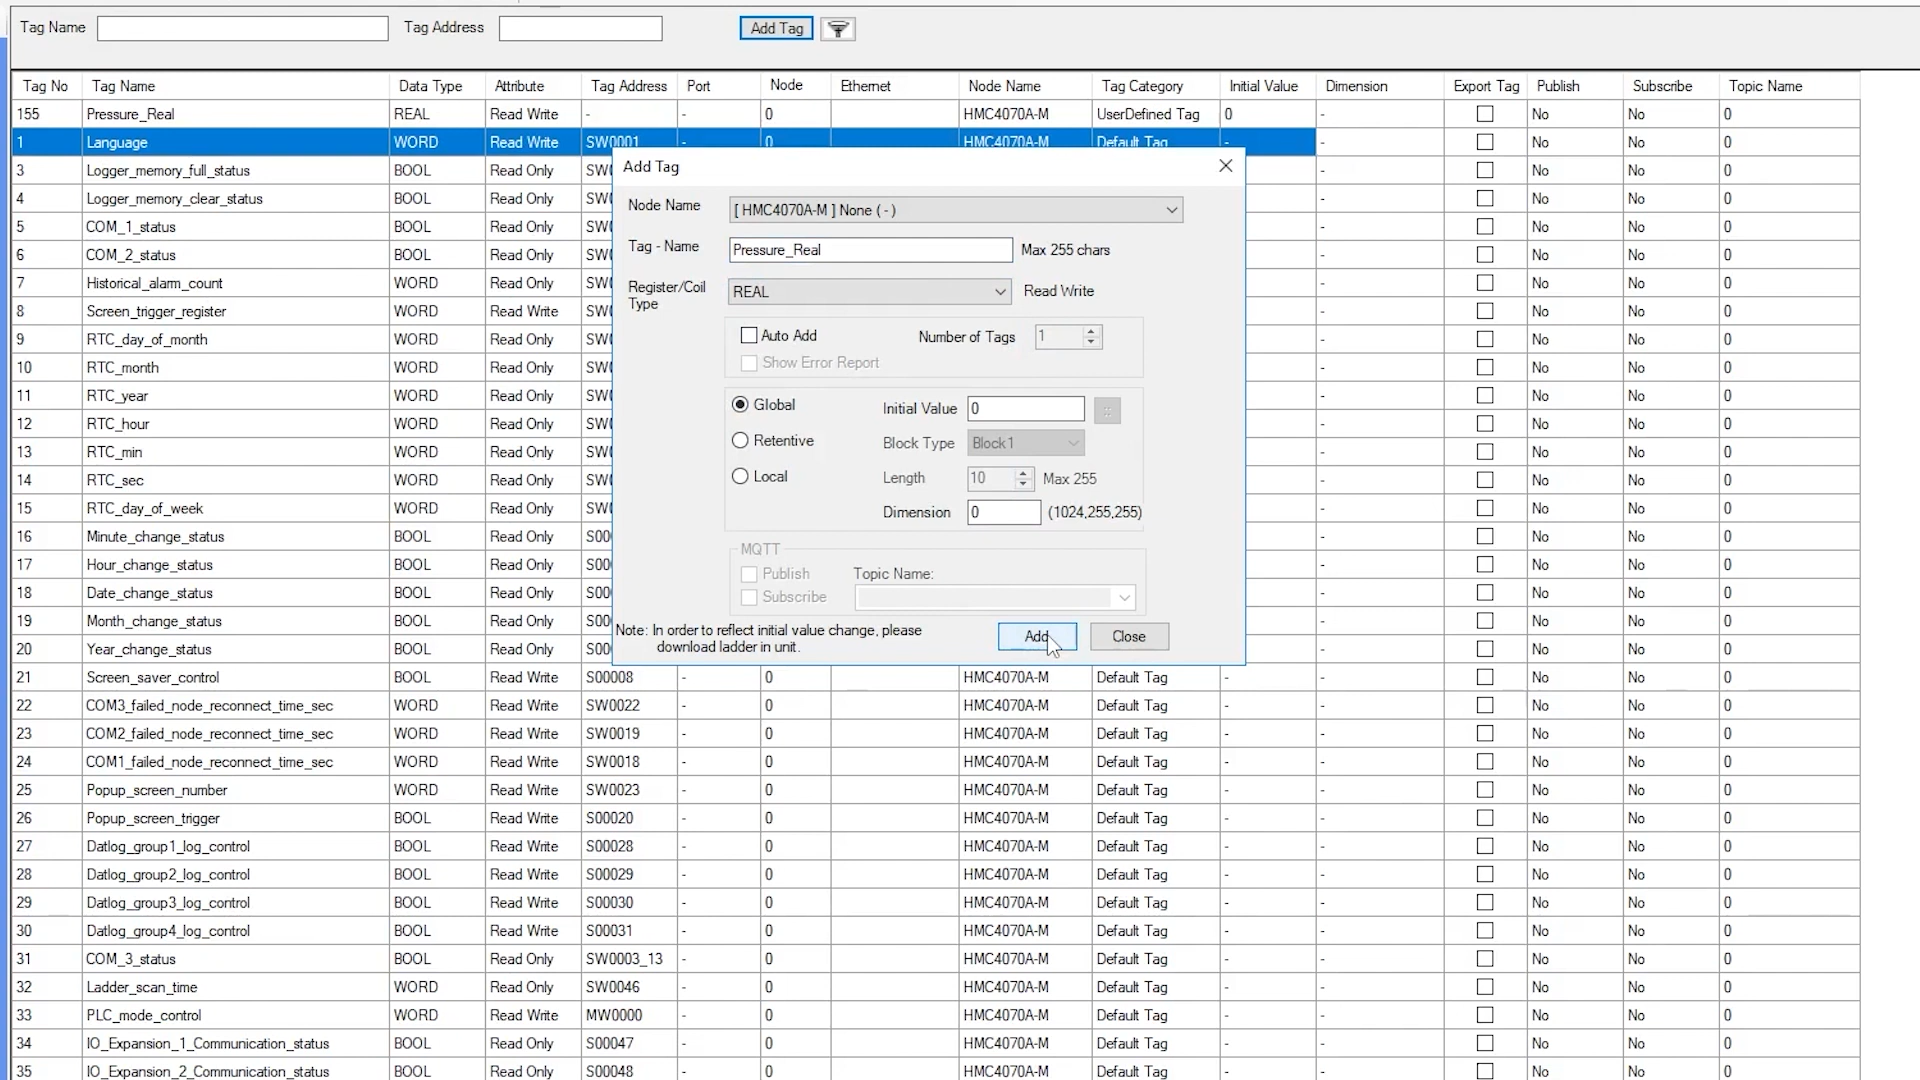 Tag Name Tag Address Add Tag
Tag No Tag Name Data Type Attribute Tag Address Port Node Ethernet Node Name Tag Category Initial Value Dimension Export Tag Publish Subscribe Topic Name
155 Pressure_Real REAL Read Write - - 0 HMC4070A-M UserDefined Tag 0 - No No 0
1 Language WORD Read Write SW0001 - 0 HMC4070A-M Default Tag - - No No 0
3 Logger_memory_full_status BOOL Read Only - No No 0
4 Logger_memory_clear_status BOOL Read Only - No No 0
5 COM_1_status BOOL Read Only - No No 0
6 COM_2_status BOOL Read Only - No No 0
7 Historical_alarm_count WORD Read Only - No No 0
8 Screen_trigger_register WORD Read Write - No No 0
9 RTC_day_of_month WORD Read Only - No No 0
10 RTC_month WORD Read Only - No No 0
11 RTC_year WORD Read Only - No No 0
12 RTC_hour WORD Read Only - No No 0
13 RTC_min WORD Read Only - No No 0
14 RTC_sec WORD Read Only - No No 0
15 RTC_day_of_week WORD Read Only - No No 0
16 Minute_change_status BOOL Read Only - No No 0
17 Hour_change_status BOOL Read Only - No No 0
18 Date_change_status BOOL Read Only - No No 0
19 Month_change_status BOOL Read Only - No No 0
20 Year_change_status BOOL Read Only - No No 0
21 Screen_saver_control BOOL Read Write S00008 - 0 HMC4070A-M Default Tag - - No No 0
22 COM3_failed_node_reconnect_time_sec WORD Read Write SW0022 - 0 HMC4070A-M Default Tag - - No No 0
23 COM2_failed_node_reconnect_time_sec WORD Read Write SW0019 - 0 HMC4070A-M Default Tag - - No No 0
24 COM1_failed_node_reconnect_time_sec WORD Read Write SW0018 - 0 HMC4070A-M Default Tag - - No No 0
25 Popup_screen_number WORD Read Write SW0023 - 0 HMC4070A-M Default Tag - - No No 0
26 Popup_screen_trigger BOOL Read Write S00020 - 0 HMC4070A-M Default Tag - - No No 0
27 Datlog_group1_log_control BOOL Read Write S00028 - 0 HMC4070A-M Default Tag - - No No 0
28 Datlog_group2_log_control BOOL Read Write S00029 - 0 HMC4070A-M Default Tag - - No No 0
29 Datlog_group3_log_control BOOL Read Write S00030 - 0 HMC4070A-M Default Tag - - No No 0
30 Datlog_group4_log_control BOOL Read Write S00031 - 0 HMC4070A-M Default Tag - - No No 0
31 COM_3_status BOOL Read Only SW0003_13 - 0 HMC4070A-M Default Tag - - No No 0
32 Ladder_scan_time WORD Read Only SW0046 - 0 HMC4070A-M Default Tag - - No No 0
33 PLC_mode_control WORD Read Write MW0000 - 0 HMC4070A-M Default Tag - - No No 0
34 IO_Expansion_1_Communication_status BOOL Read Only S00047 - 0 HMC4070A-M Default Tag - - No No 0
35 IO_Expansion_2_Communication_status BOOL Read Only S00048 - 0 HMC4070A-M Default Tag - - No No 0
Add Tag
Node Name [ HMC4070A-M ] None ( - )
Tag - Name Pressure_Real Max 255 chars
Register/Coil Type REAL Read Write
Auto Add Number of Tags 1
Show Error Report
Global Initial Value 0
Retentive Block Type Block1
Local Length 10 Max 255
Dimension 0 (1024,255,255)
MQTT
Publish Topic Name:
Subscribe
Note: In order to reflect initial value change, please
download ladder in unit.
Add Close